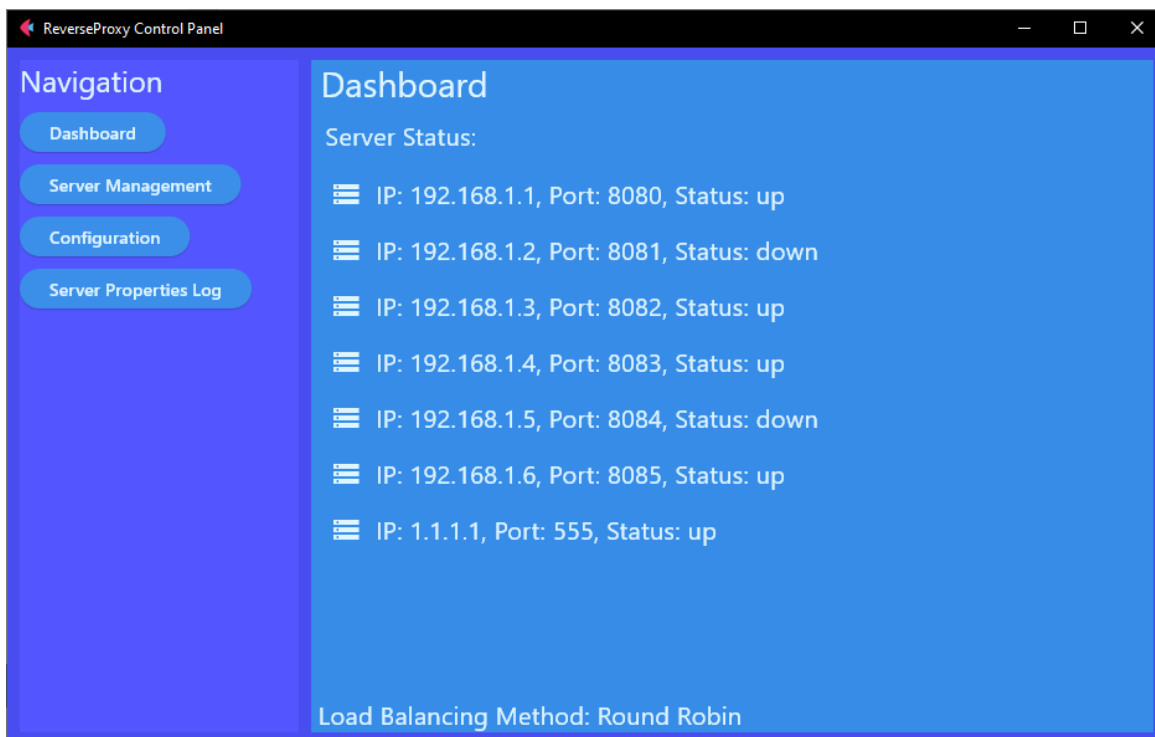 ReverseProxy Control Panel
Navigation
Dashboard
Server Management
Configuration
Server Properties Log
Dashboard
Server Status:
IP: 192.168.1.1, Port: 8080, Status: up
IP: 192.168.1.2, Port: 8081, Status: down
IP: 192.168.1.3, Port: 8082, Status: up
IP: 192.168.1.4, Port: 8083, Status: up
IP: 192.168.1.5, Port: 8084, Status: down
IP: 192.168.1.6, Port: 8085, Status: up
IP: 1.1.1.1, Port: 555, Status: up
Load Balancing Method: Round Robin